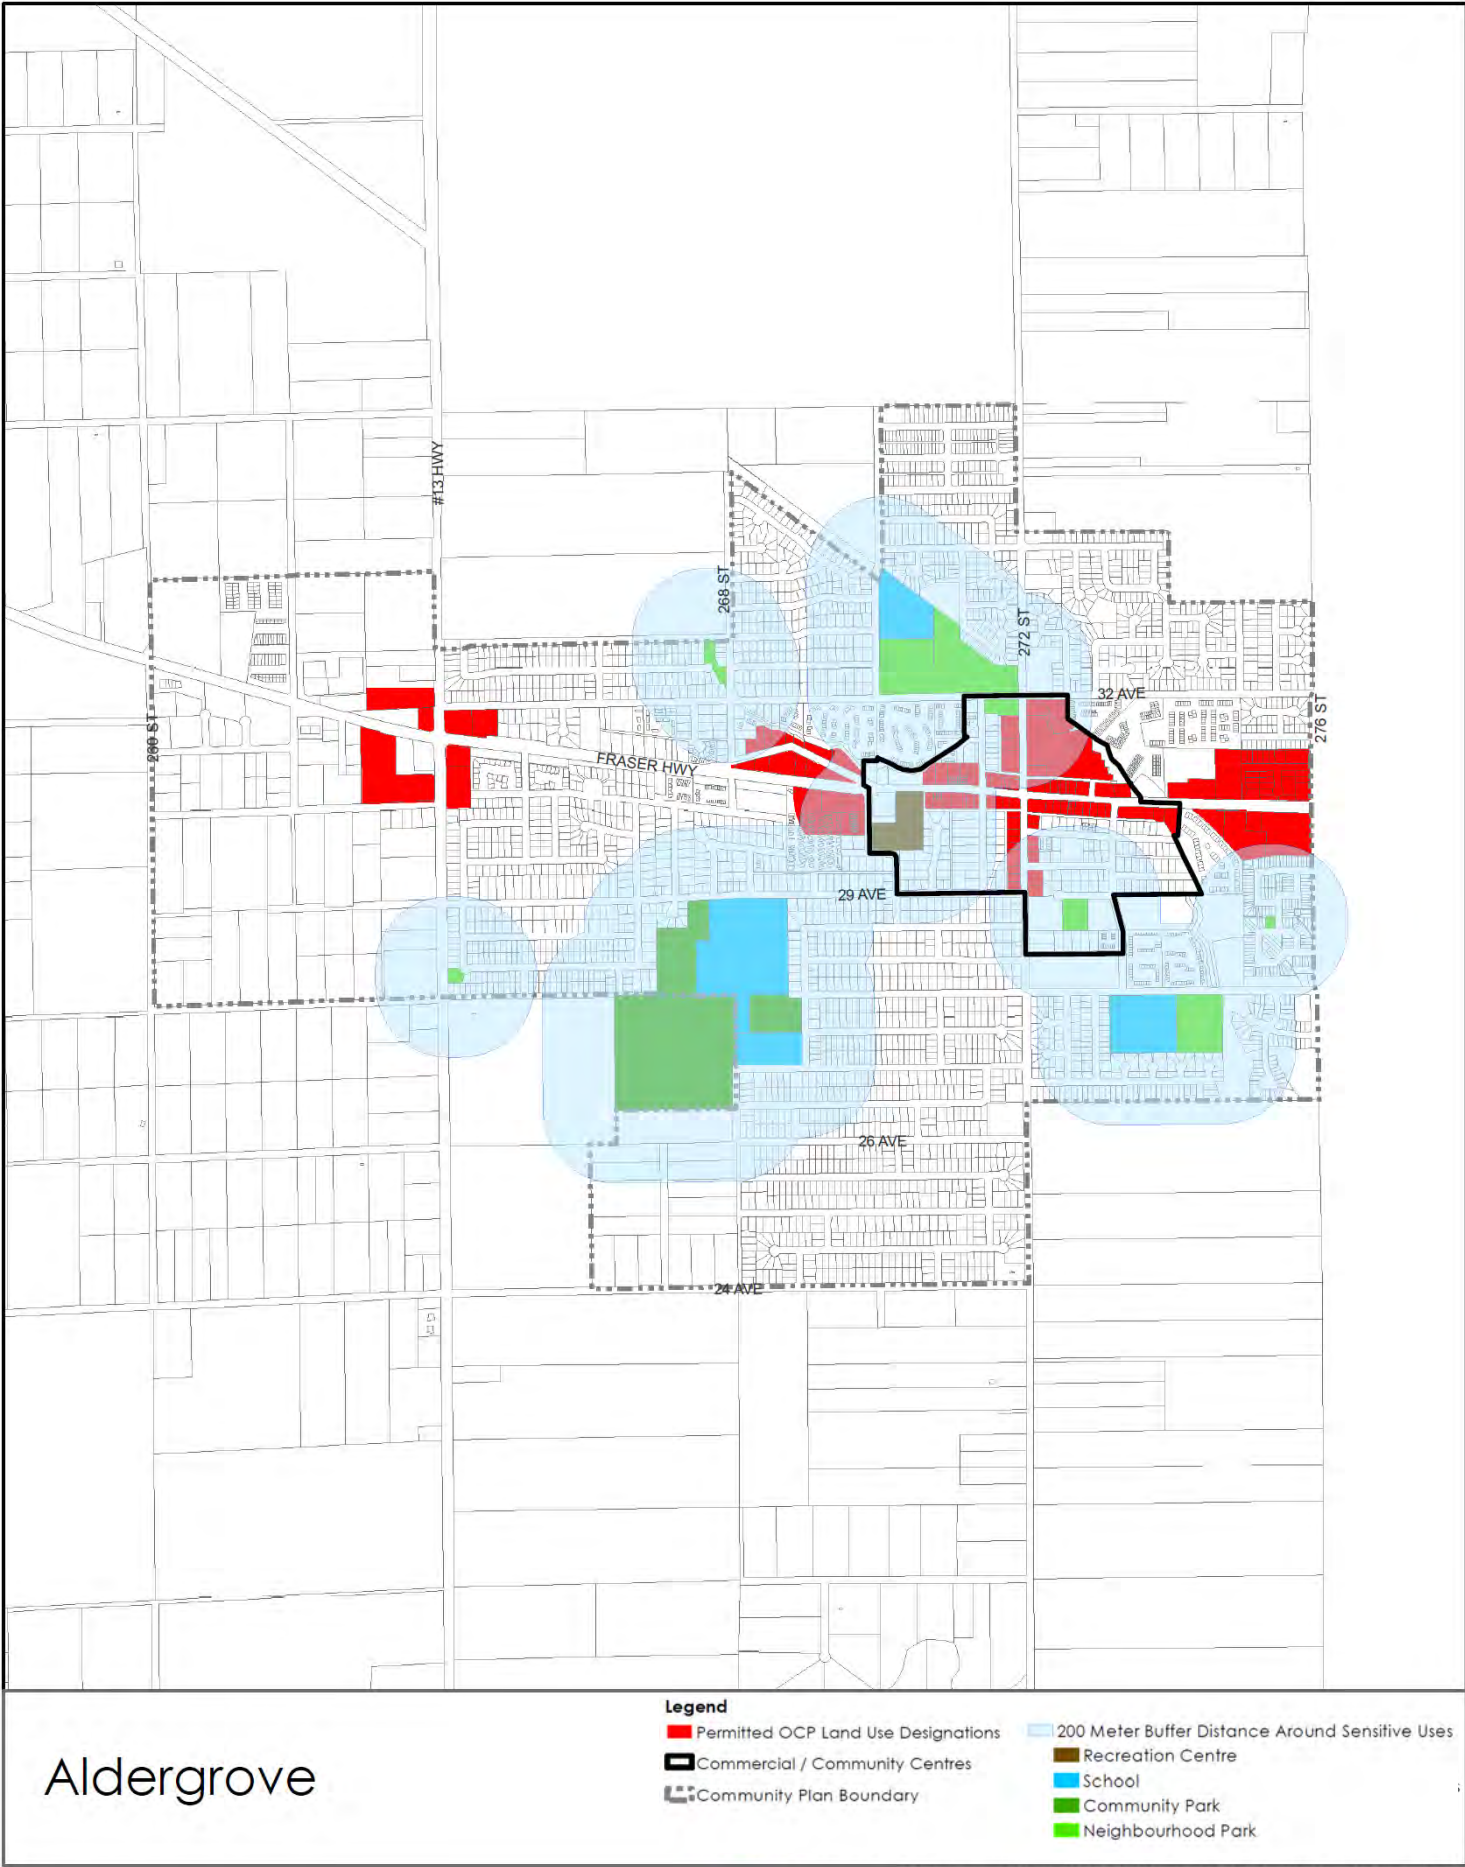 #13 HWY
268 ST
272 ST
32 AVE
276 ST
260 ST
FRASER HWY
29 AVE
26 AVE
24 AVE
Aldergrove
Legend
Permitted OCP Land Use Designations
Commercial / Community Centres
Community Plan Boundary
200 Meter Buffer Distance Around Sensitive Uses
Recreation Centre
School
Community Park
Neighbourhood Park